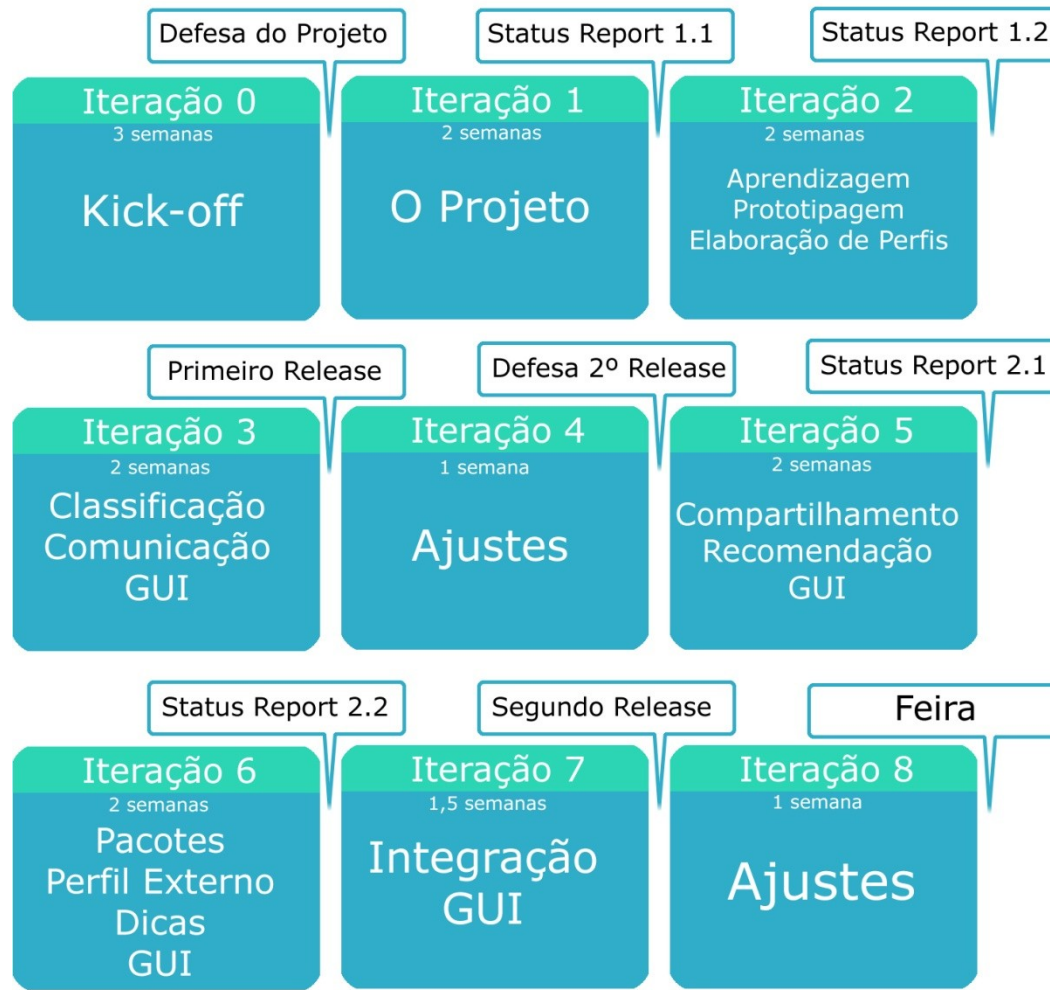 Defesa do Projeto
Status Report 1.1
Status Report 1.2
Iteração 0
3 semanas
Kick-off
Iteração 1
2 semanas
O Projeto
Iteração 2
2 semanas
Aprendizagem
Prototipagem
Elaboração de Perfis
Primeiro Release
Defesa 2º Release
Status Report 2.1
Iteração 3
2 semanas
Classificação
Comunicação
GUI
Iteração 4
1 semana
Ajustes
Iteração 5
2 semanas
Compartilhamento
Recomendação
GUI
Status Report 2.2
Segundo Release
Feira
Iteração 6
2 semanas
Pacotes
Perfil Externo
Dicas
GUI
Iteração 7
1,5 semanas
Integração
GUI
Iteração 8
1 semana
Ajustes